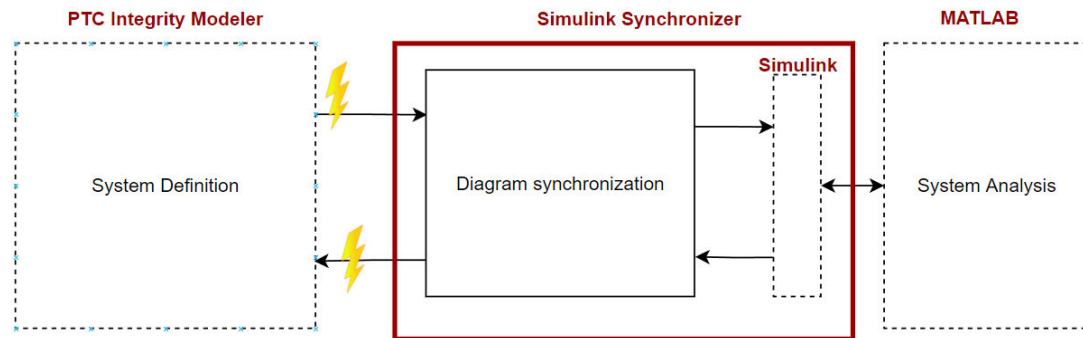 PTC Integrity Modeler
Simulink Synchronizer
MATLAB
Simulink
System Definition
Diagram synchronization
System Analysis